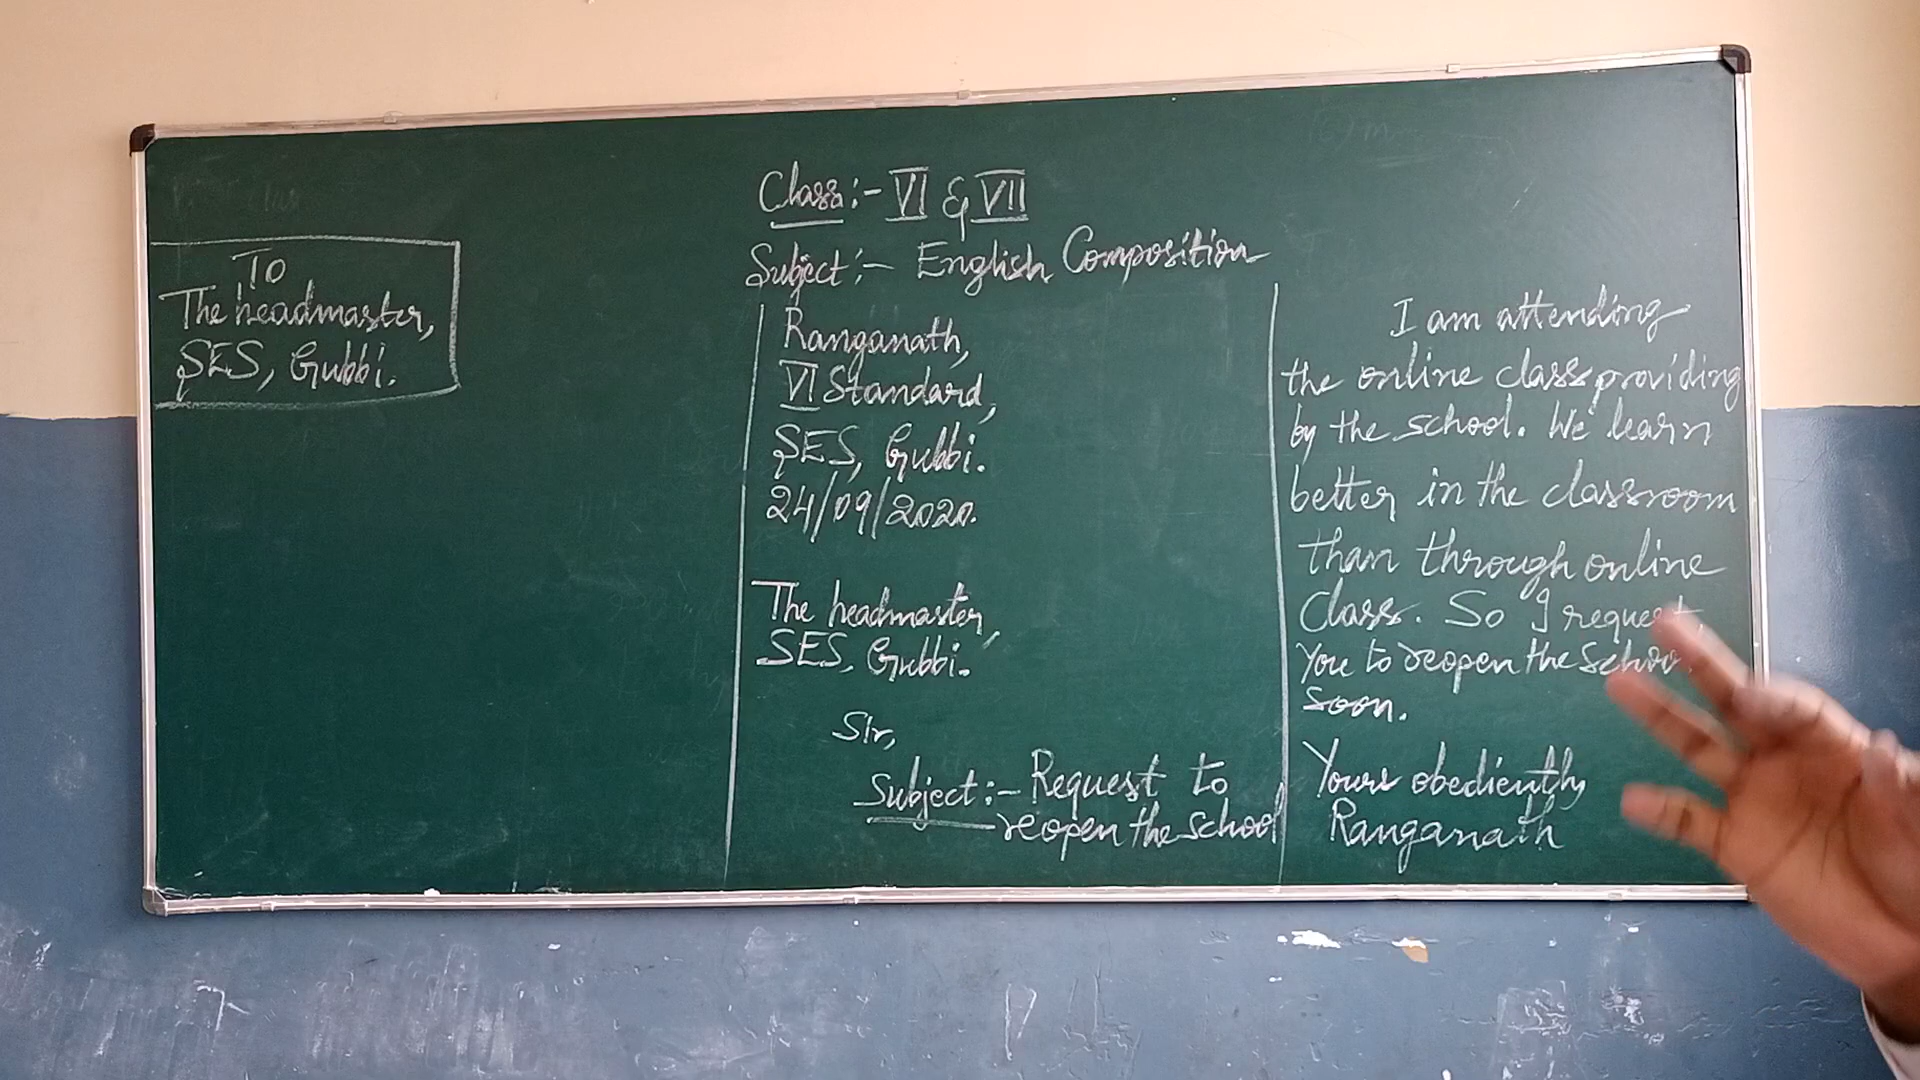 Class:- VI & VII
Subject:- English Composition
TO
The headmaster,
SES, Gubbi.
Ranganath,
VI Standard,
SES, Gubbi.
24/09/2020.
The headmaster,
SES, Gubbi.
Sir,
Subject:- Request to
reopen the school
I am attending
the online class providing
by the school. We learn
better in the classroom
than through online
Class. So I request
you to reopen the school
soon.
Yours obediently
Ranganath